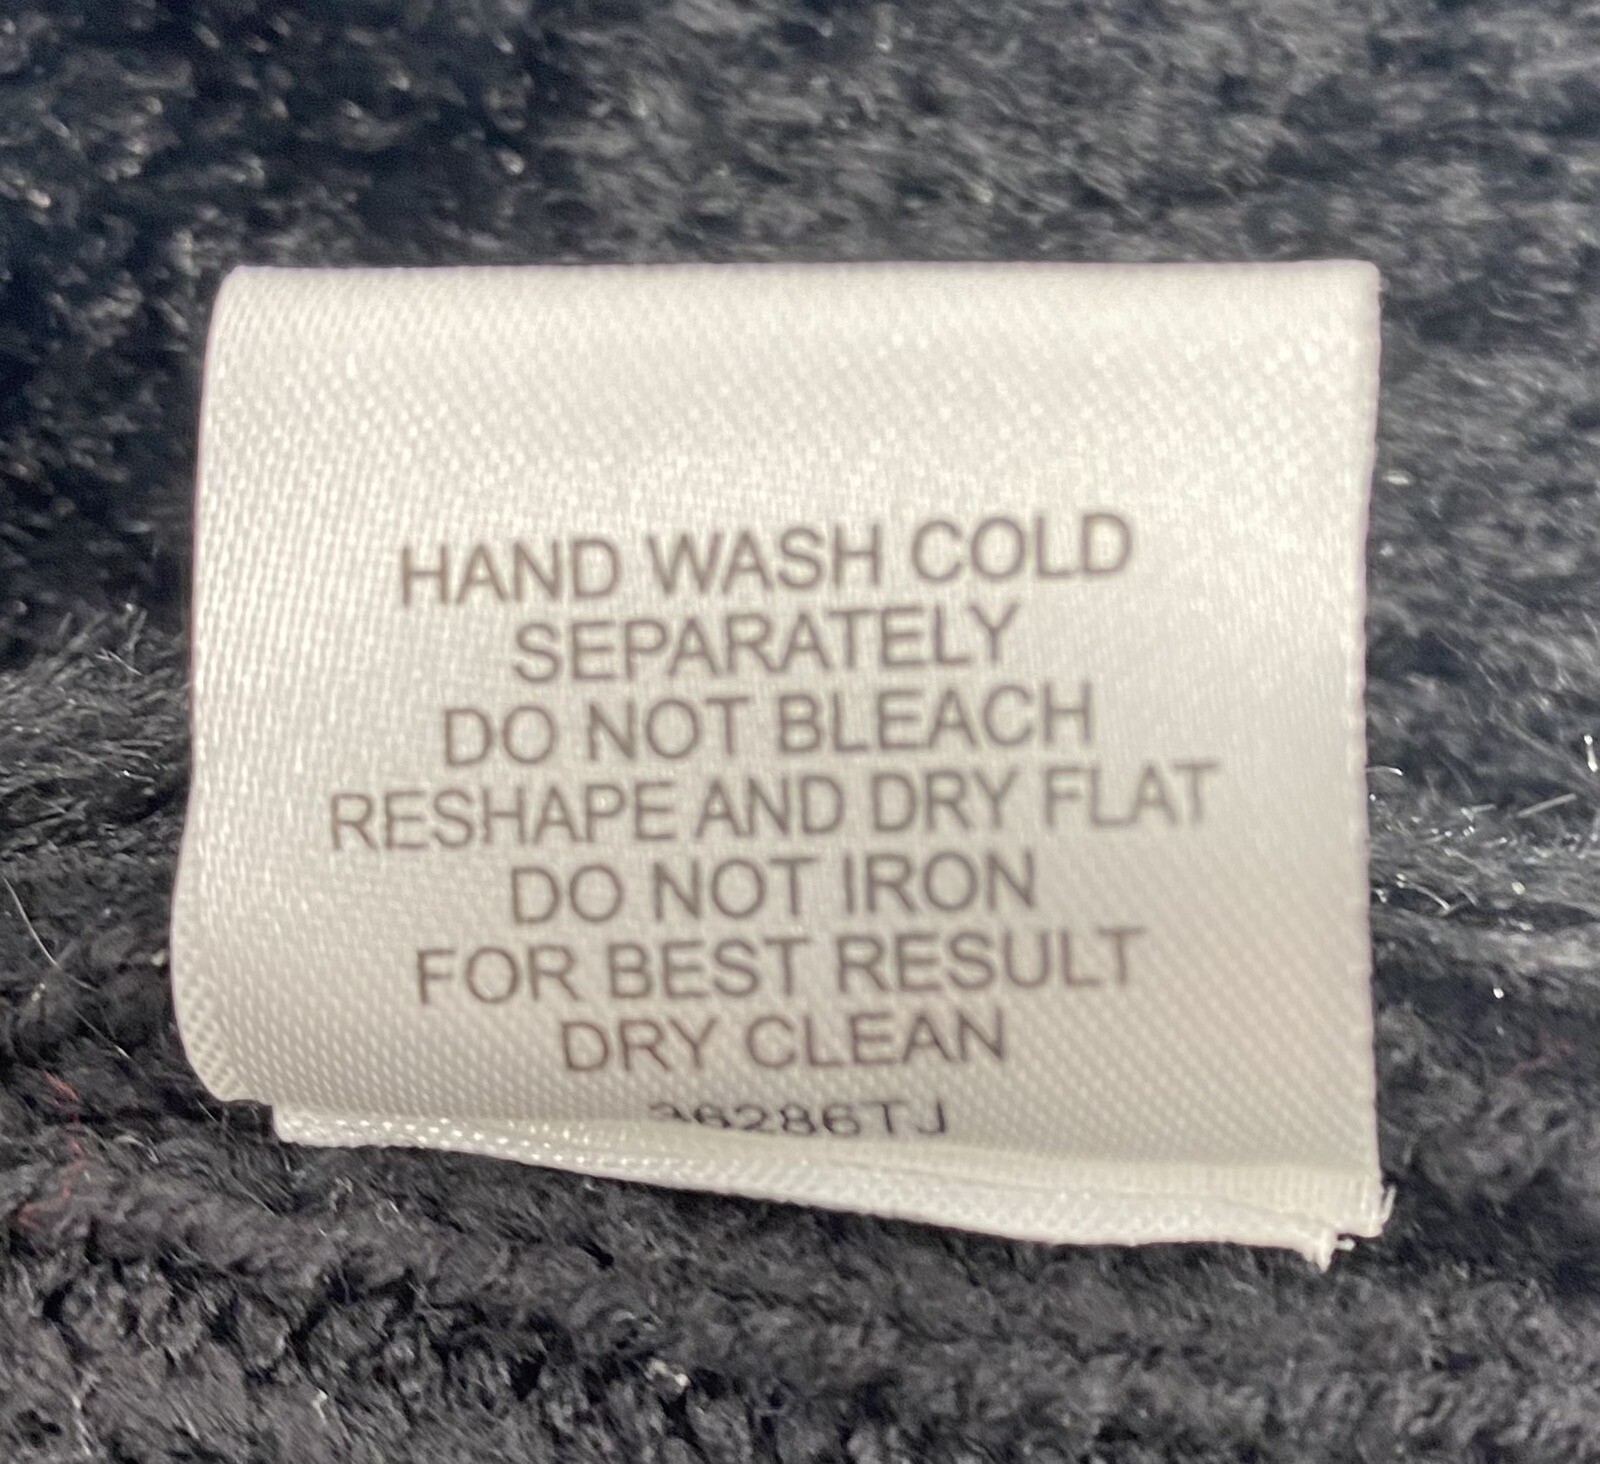 HAND WASH COLD
SEPARATELY
DO NOT BLEACH
RESHAPE AND DRY FLAT
DO NOT IRON
FOR BEST RESULT
DRY CLEAN
36286TJ